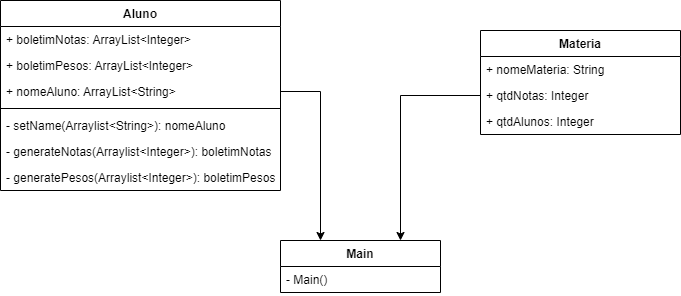 Aluno
+ boletimNotas: ArrayList<Integer>
+ boletimPesos: ArrayList<Integer>
+ nomeAluno: ArrayList<String>
- setName(Arraylist<String>): nomeAluno
- generateNotas(Arraylist<Integer>): boletimNotas
- generatePesos(Arraylist<Integer>): boletimPesos
Materia
+ nomeMateria: String
+ qtdNotas: Integer
+ qtdAlunos: Integer
Main
- Main()